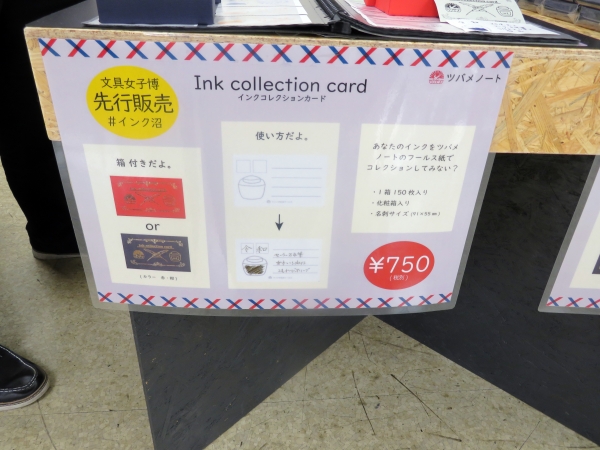 文具女子博
先行販売
#インク沼
Ink collection card
インクコレクションカード
ツバメノート
箱付きだよ。
or
使い方だよ。
あなたのインクをツバメ
ノートのフールス紙で
コレクションしてみない?
・1箱150枚入り
・化粧箱入り
・名刺サイズ(91×55㎜)
¥750
(税別)